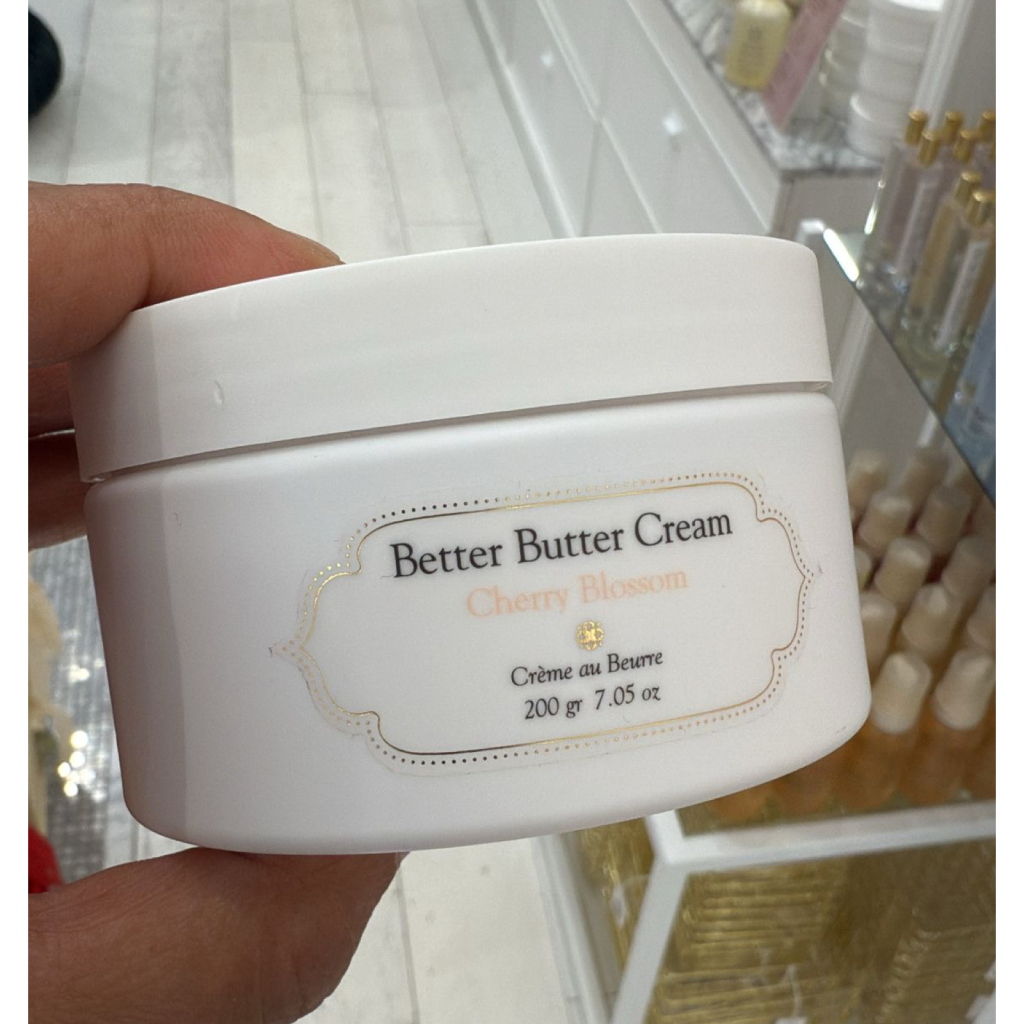 Better Butter Cream
Cherry Blossom
Crème au Beurre
200 gr 7.05 oz